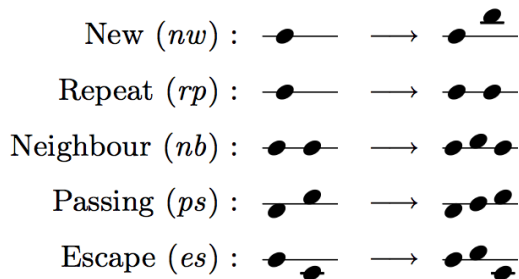 New (nw) :
Repeat (rp) :
Neighbour (nb) :
Passing (ps) :
Escape (es) :